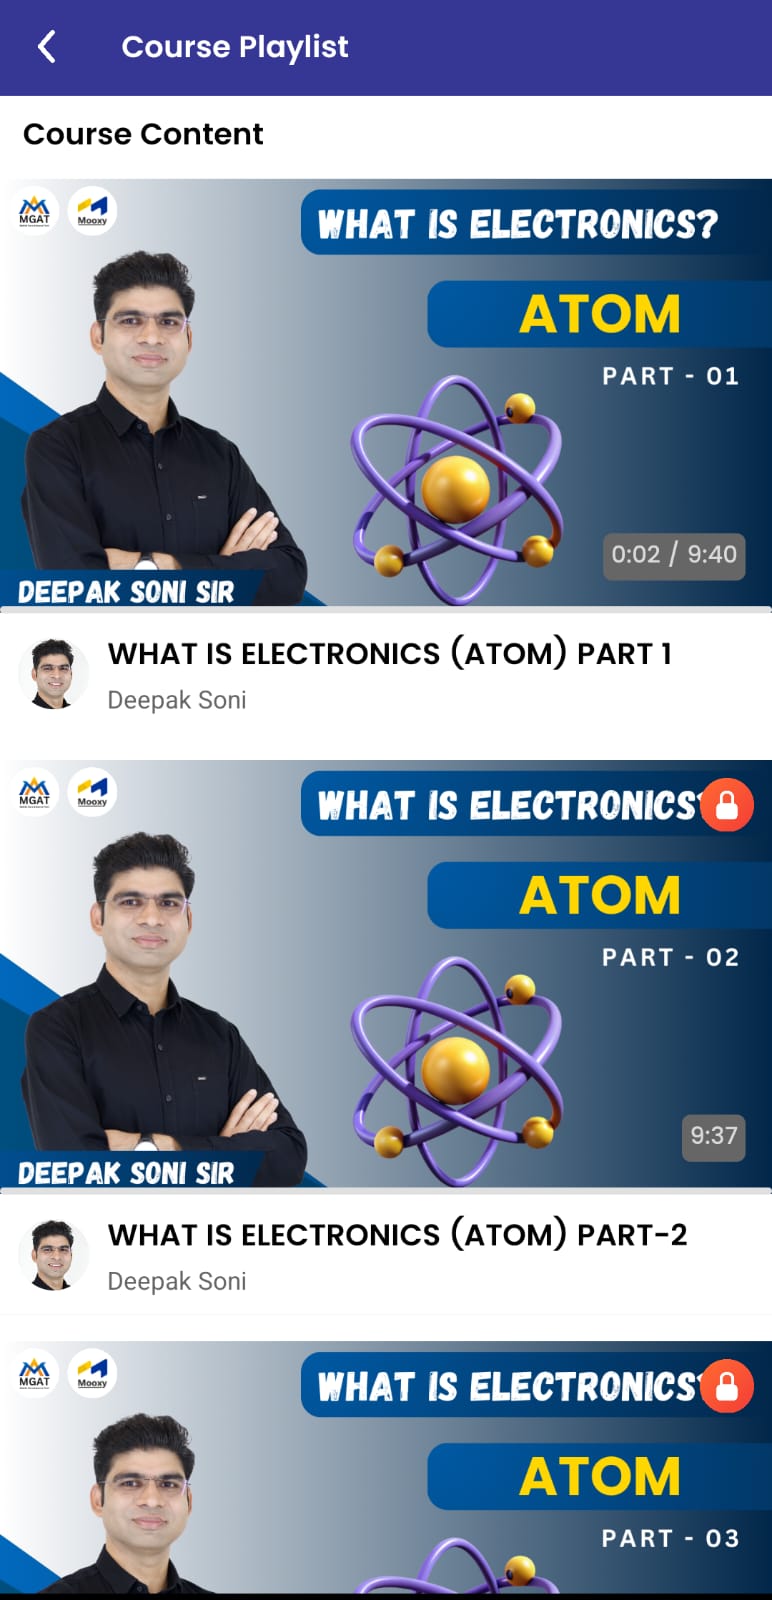 Course Playlist
Course Content
MGAT
Mooxy
WHAT IS ELECTRONICS?
ATOM
PART - 01
0:02 / 9:40
DEEPAK SONI SIR
WHAT IS ELECTRONICS (ATOM) PART 1
Deepak Soni
MGAT
Mooxy
WHAT IS ELECTRONICS
ATOM
PART - 02
9:37
DEEPAK SONI SIR
WHAT IS ELECTRONICS (ATOM) PART-2
Deepak Soni
MGAT
Mooxy
WHAT IS ELECTRONICS
ATOM
PART - 03